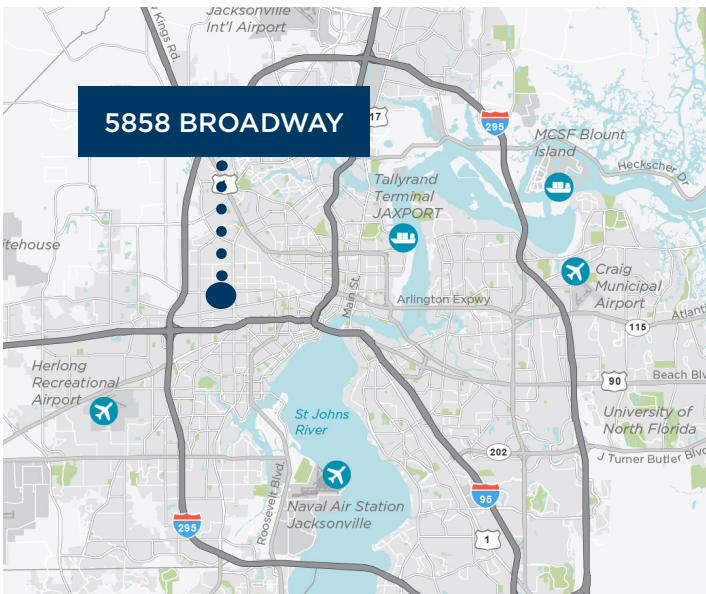 Jacksonville
Int'l Airport
Kings Rd.
5858 BROADWAY
17
295
MCSF Blount
Island
Heckscher Dr
Tallyrand
Terminal
JAXPORT
itehouse
Craig
Municipal
Airport
Main St.
Arlington Expwy
Atlanti
115
Herlong
Recreational
Airport
90
Beach Blv
University of
North Florida
St Johns
River
202
J Turner Butler Blvd
Roosevelt Blvd.
Naval Air Station
Jacksonville
295
95
1